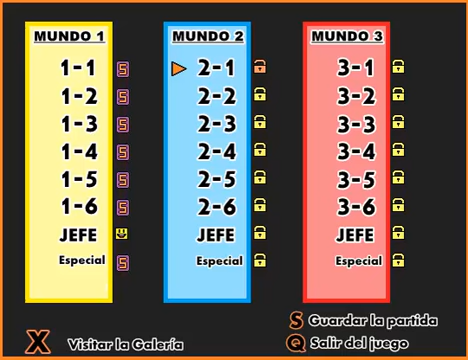 MUNDO 1
1-1 S
1-2 S
1-3 S
1-4 S
1-5 S
1-6 S
JEFE
Especial S
MUNDO 2
2-1
2-2
2-3
2-4
2-5
2-6
JEFE
Especial
MUNDO 3
3-1
3-2
3-3
3-4
3-5
3-6
JEFE
Especial
X Visitar la Galería
S Guardar la partida
Q Salir del juego